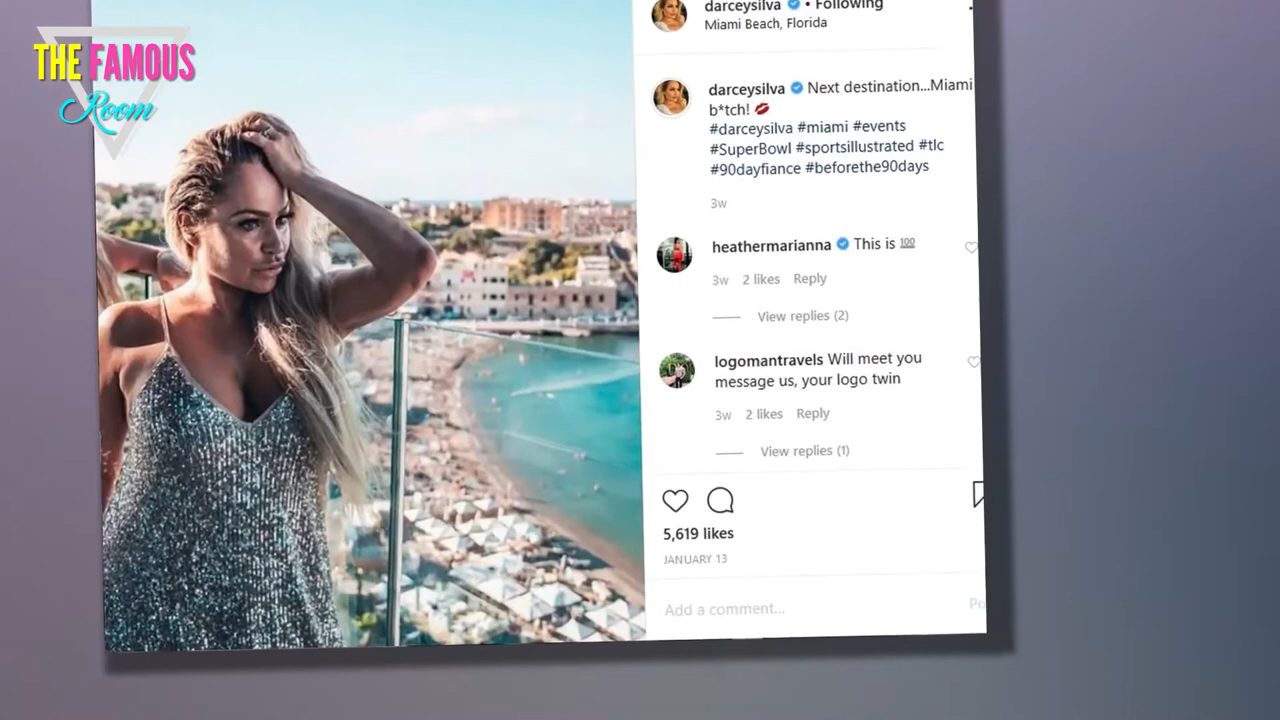 THE FAMOUS
Room
darceysilva • Following
Miami Beach, Florida
darceysilva Next destination...Miami
b*tch! 💋
#darceysilva #miami #events
#SuperBowl #sportsillustrated #tlc
#90dayfiance #beforethe90days
3w
heathermarianna This is 💯
3w 2 likes Reply
View replies (2)
logomantravels Will meet you
message us, your logo twin
3w 2 likes Reply
View replies (1)
5,619 likes
JANUARY 13
Add a comment...